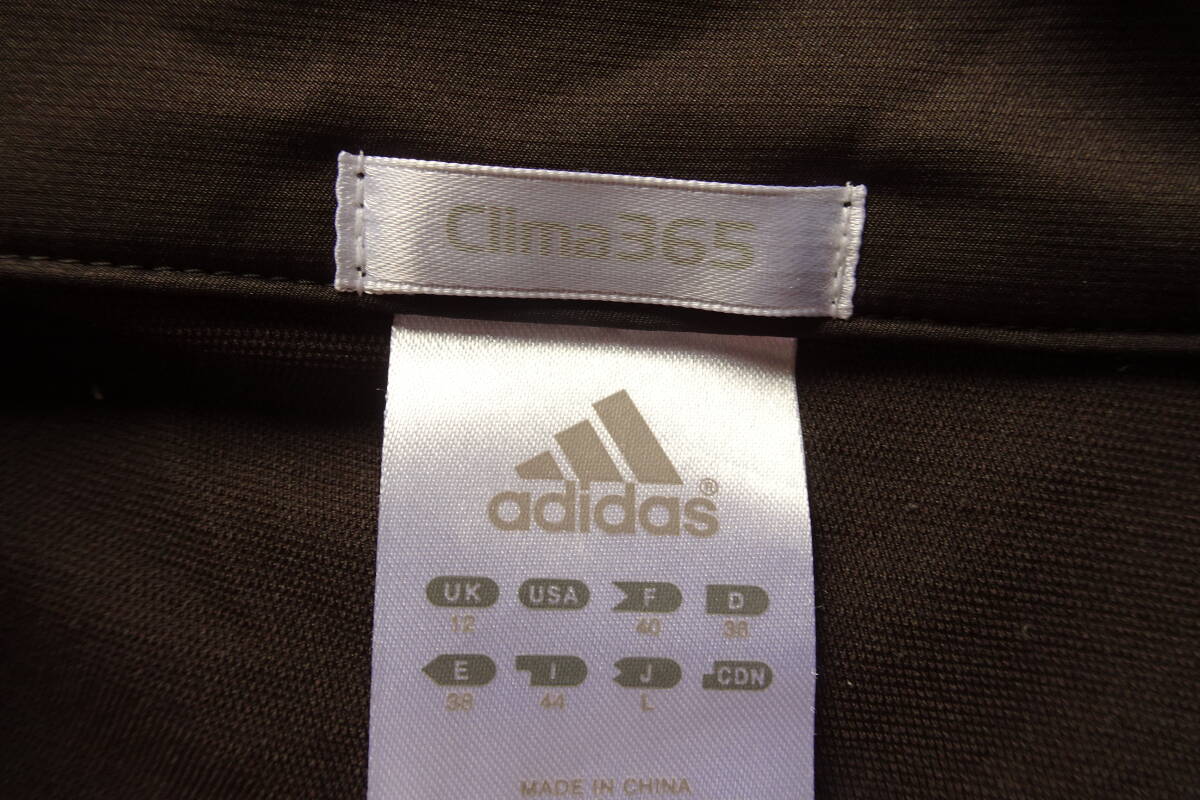 Clima365
adidas®
UK USA F D
12 40 38
E I J CDN
38 44 L
MADE IN CHINA